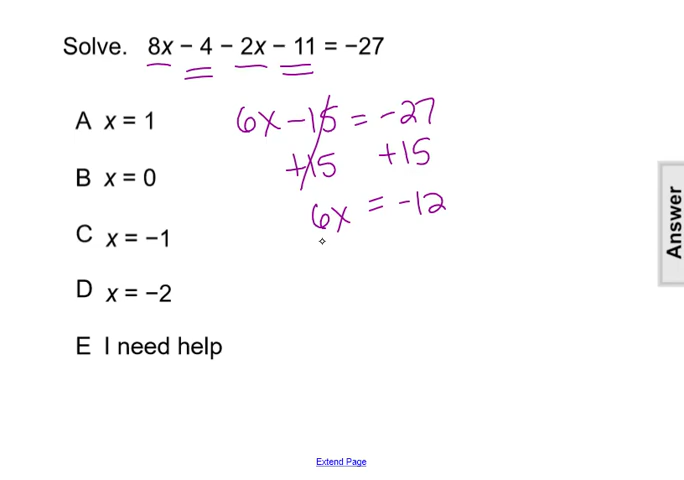 Solve. 8x − 4 − 2x − 11 = −27
A x = 1
6x − 15 = −27
+15 +15
B x = 0
6x = −12
C x = −1
D x = −2
E I need help
Answer
Extend Page